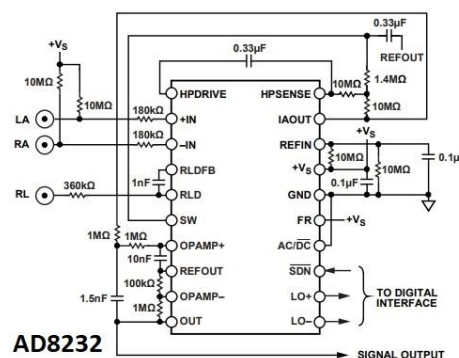 0.33µF
+Vs
0.33µF
REFOUT
10MΩ
HPDRIVE
HPSENSE
10MΩ
1.4MΩ
10MΩ
180kΩ
LA
+IN
IAOUT
10MΩ
180kΩ
+Vs
RA
–IN
REFIN
RLDFB
10MΩ
10MΩ
0.1µ
1nF
+Vs
0.1µF
360kΩ
RL
RLD
GND
SW
FR
+Vs
1MΩ
1MΩ
OPAMP+
AC/DC
10nF
REFOUT
SDN
100kΩ
TO DIGITAL
INTERFACE
OPAMP–
LO+
1.5nF
1MΩ
OUT
LO–
AD8232
SIGNAL OUTPUT